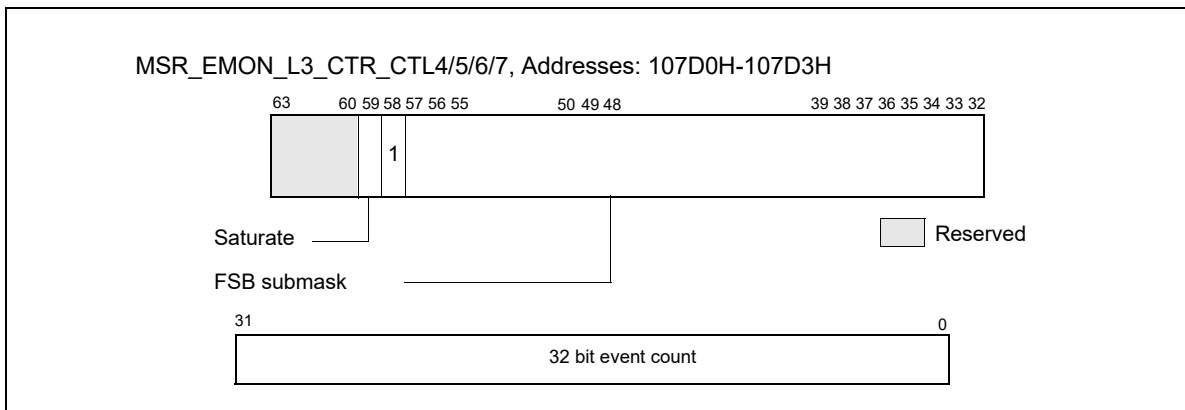 MSR_EMON_L3_CTR_CTL4/5/6/7, Addresses: 107D0H-107D3H
63 60 59 58 57 56 55 50 49 48 39 38 37 36 35 34 33 32
1
Saturate
Reserved
FSB submask
31 0
32 bit event count